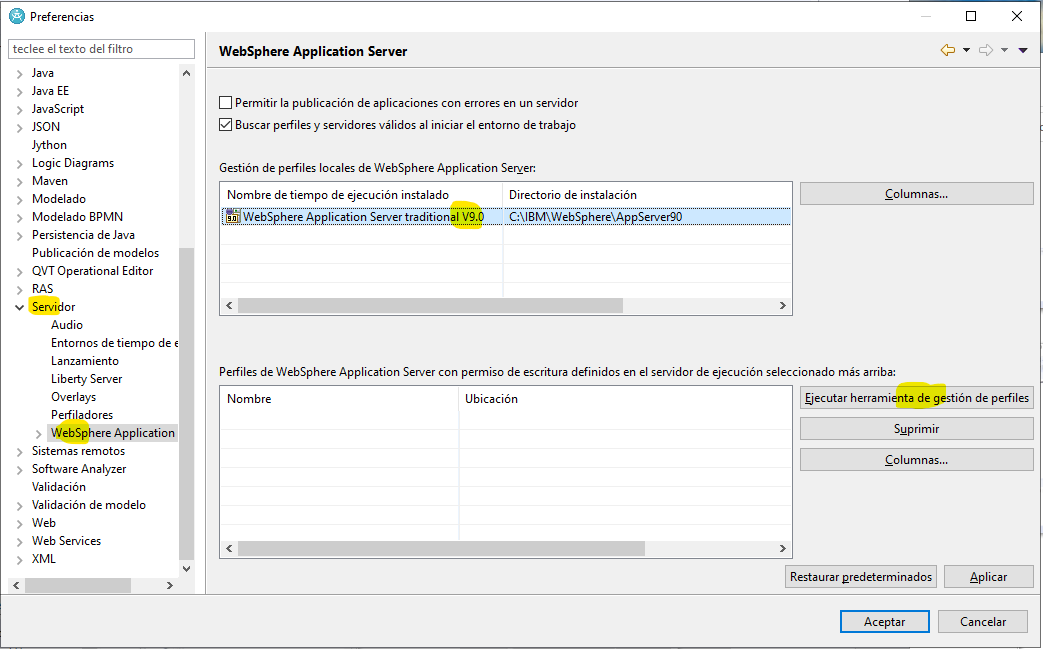 Preferencias
teclee el texto del filtro
WebSphere Application Server
Java
Java EE
JavaScript
JSON
Jython
Logic Diagrams
Maven
Modelado
Modelado BPMN
Persistencia de Java
Publicación de modelos
QVT Operational Editor
RAS
Servidor
Audio
Entornos de tiempo de e
Lanzamiento
Liberty Server
Overlays
Perfiladores
WebSphere Application
Sistemas remotos
Software Analyzer
Validación
Validación de modelo
Web
Web Services
XML
Permitir la publicación de aplicaciones con errores en un servidor
Buscar perfiles y servidores válidos al iniciar el entorno de trabajo
Gestión de perfiles locales de WebSphere Application Server:
Nombre de tiempo de ejecución instalado Directorio de instalación
9.0 WebSphere Application Server traditional V9.0 C:\IBM\WebSphere\AppServer90
Columnas...
Perfiles de WebSphere Application Server con permiso de escritura definidos en el servidor de ejecución seleccionado más arriba:
Nombre Ubicación
Ejecutar herramienta de gestión de perfiles
Suprimir
Columnas...
Restaurar predeterminados Aplicar
Aceptar Cancelar